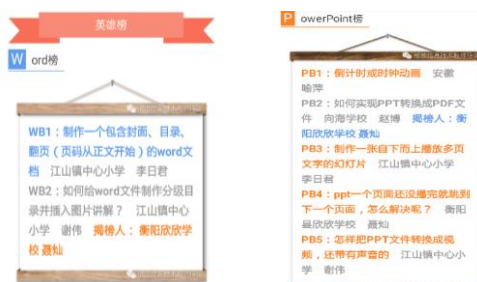 英雄榜
W ord榜
WB1：制作一个包含封面、目录、
翻页（页码从正文开始）的word文
档 江山镇中心小学 李日君
WB2：如何给word文件制作分级目
录并插入图片讲解？ 江山镇中心
小学 谢伟 揭榜人：衡阳欣欣学
校 聂灿
P owerPoint榜
PB1：倒计时或时钟动画 安徽
喻萍
PB2：如何实现PPT转换成PDF文
件 向海学校 赵博 揭榜人：衡
阳欣欣学校 聂灿
PB3：制作一张自下而上播放多页
文字的幻灯片 江山镇中心小学
李日君
PB4：ppt一个页面还没播完就跳到
下一个页面，怎么解决呢？ 衡阳
县欣欣学校 聂灿
PB5：怎样把PPT文件转换成视
频，还带有声音的 江山镇中心小
学 谢伟